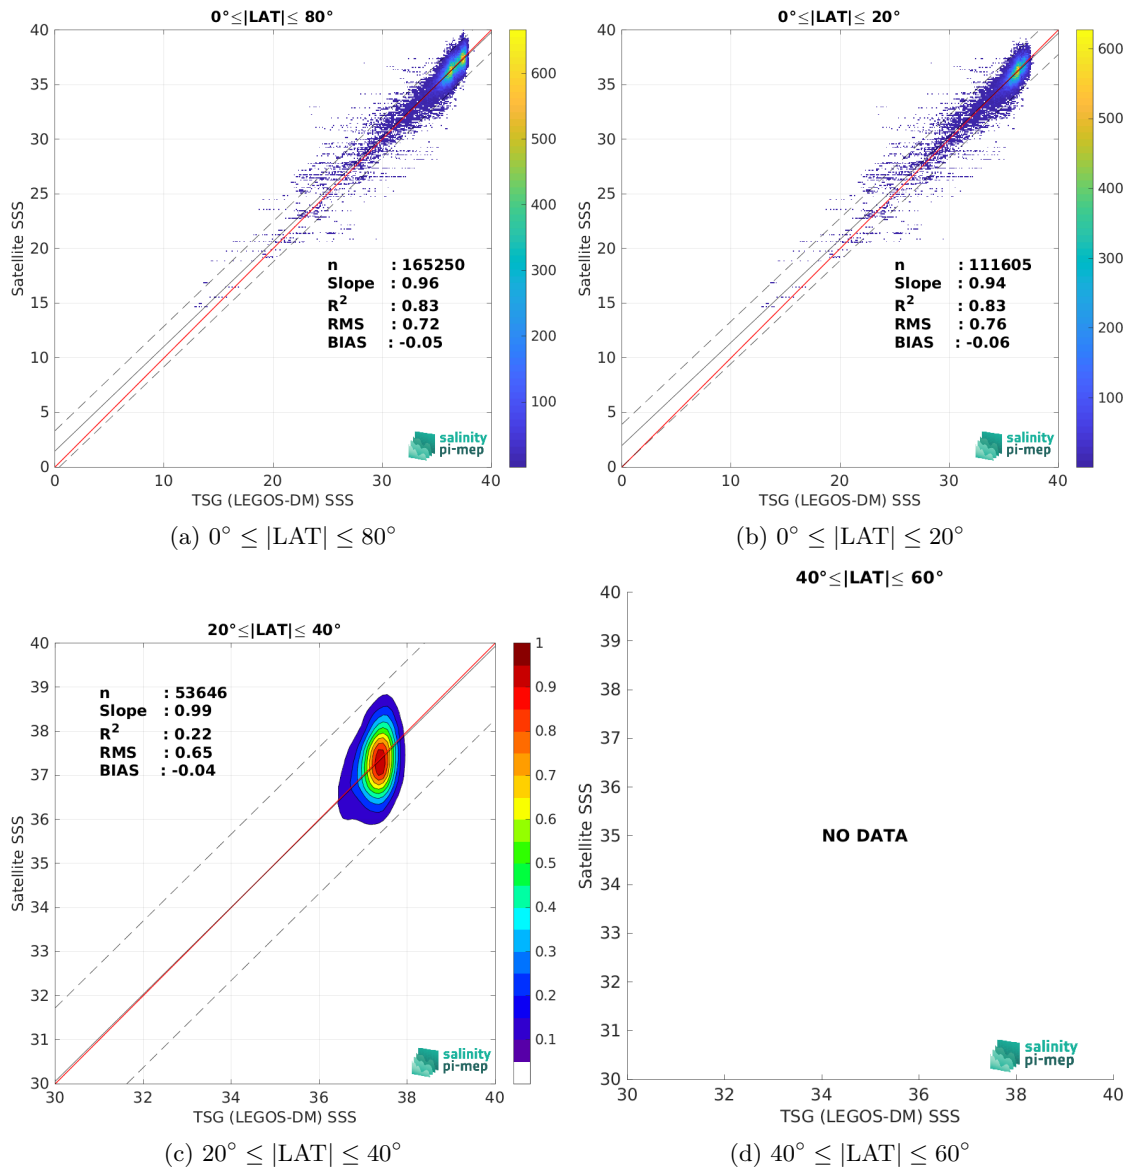 0°≤|LAT|≤ 80°
40
35
30
25
20
15
10
5
0
Satellite SSS
n : 165250
Slope : 0.96
R2 : 0.83
RMS : 0.72
BIAS : -0.05
salinity
pi-mep
0 10 20 30 40
TSG (LEGOS-DM) SSS
600
500
400
300
200
100
(a) 0° ≤ |LAT| ≤ 80°
0°≤|LAT|≤ 20°
40
35
30
25
20
15
10
5
0
Satellite SSS
n : 111605
Slope : 0.94
R2 : 0.83
RMS : 0.76
BIAS : -0.06
salinity
pi-mep
0 10 20 30 40
TSG (LEGOS-DM) SSS
600
500
400
300
200
100
(b) 0° ≤ |LAT| ≤ 20°
20°≤|LAT|≤ 40°
40
39
38
37
36
35
34
33
32
31
30
Satellite SSS
n : 53646
Slope : 0.99
R2 : 0.22
RMS : 0.65
BIAS : -0.04
salinity
pi-mep
30 32 34 36 38 40
TSG (LEGOS-DM) SSS
1
0.9
0.8
0.7
0.6
0.5
0.4
0.3
0.2
0.1
(c) 20° ≤ |LAT| ≤ 40°
40°≤|LAT|≤ 60°
40
39
38
37
36
35
34
33
32
31
30
Satellite SSS
NO DATA
salinity
pi-mep
30 32 34 36 38 40
TSG (LEGOS-DM) SSS
(d) 40° ≤ |LAT| ≤ 60°